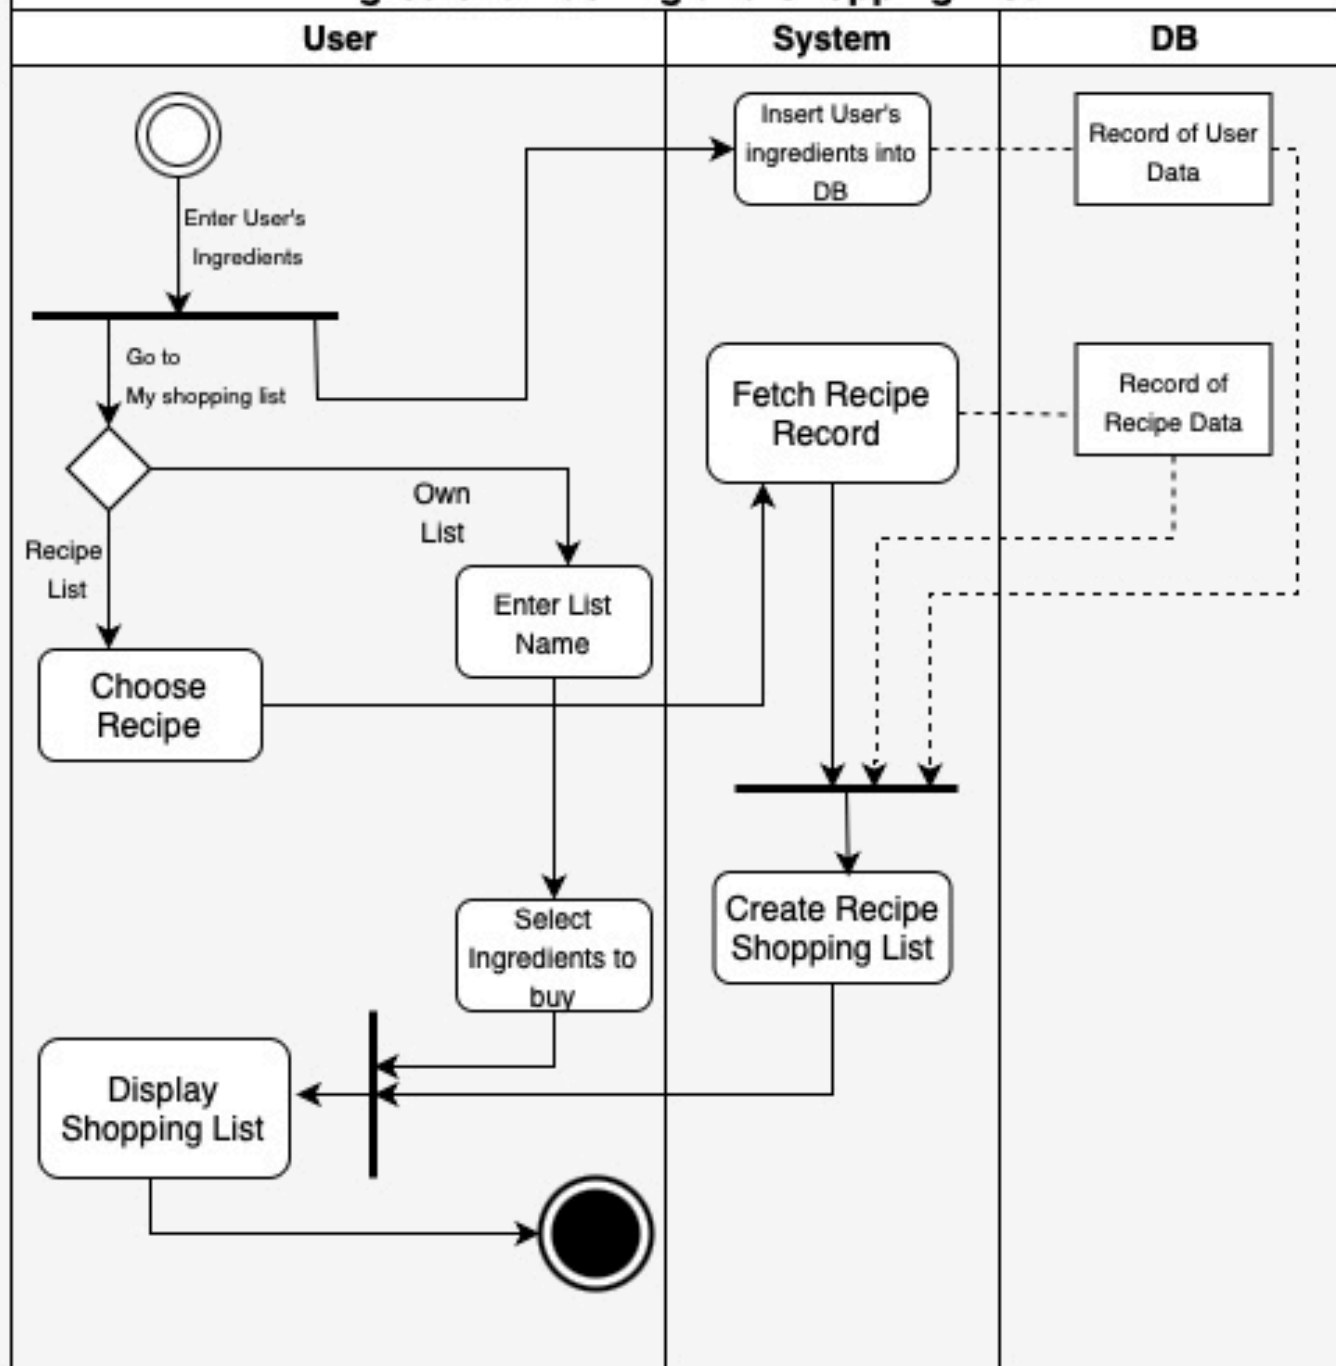 User
System
DB
Insert User's
ingredients into
DB
Record of User
Data
Enter User's
Ingredients
Go to
My shopping list
Fetch Recipe
Record
Record of
Recipe Data
Own
List
Recipe
List
Enter List
Name
Choose
Recipe
Select
Ingredients to
buy
Create Recipe
Shopping List
Display
Shopping List